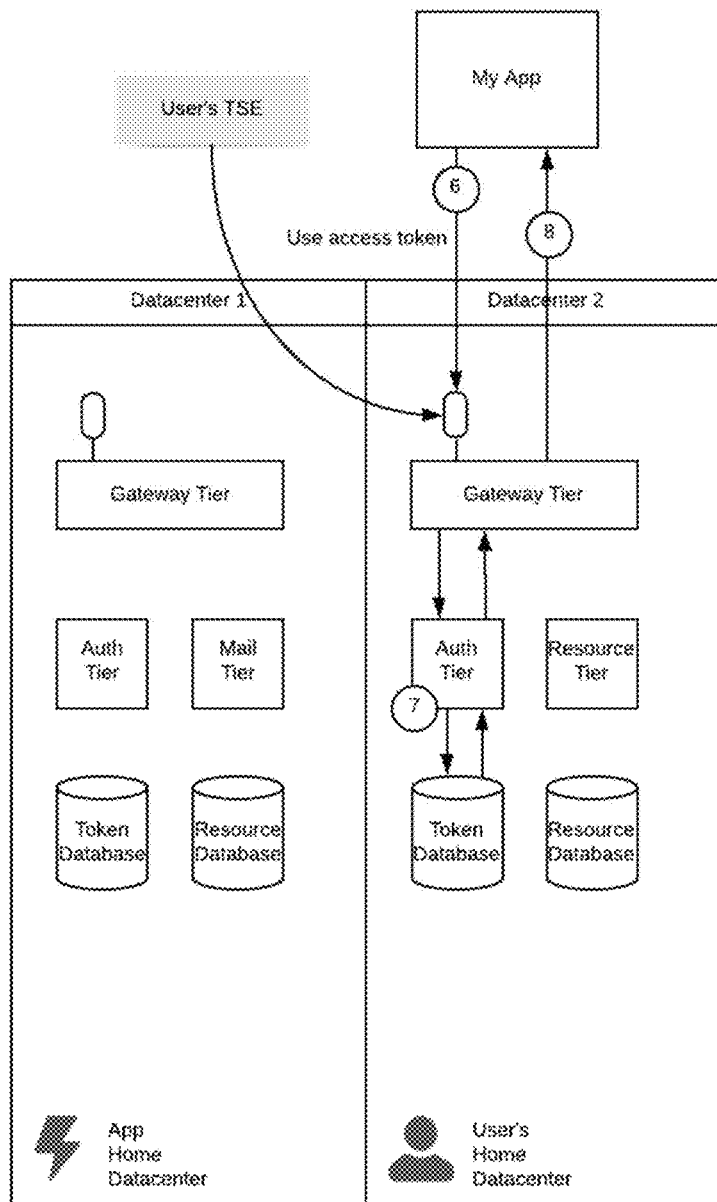 My App
User's TSE
6
8
Use access token
Datacenter 1
Datacenter 2
Gateway Tier
Gateway Tier
Auth
Tier
Mail
Tier
Auth
Tier
Resource
Tier
7
Token
Database
Resource
Database
Token
Database
Resource
Database
App
Home
Datacenter
User's
Home
Datacenter